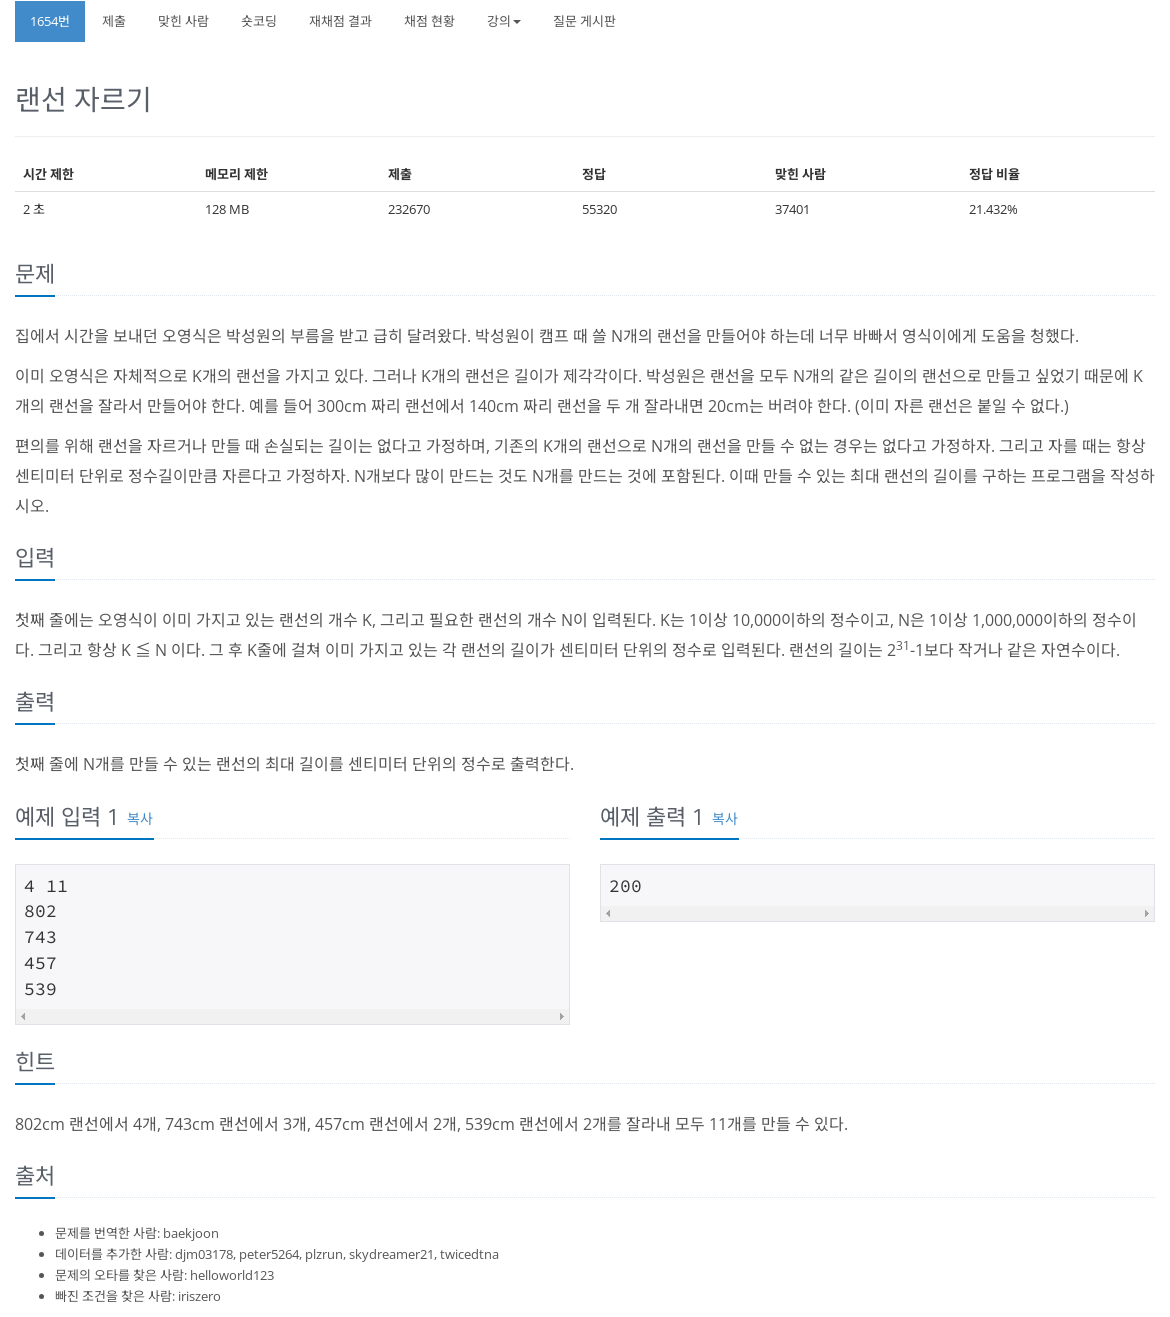 1654번 제출 맞힌 사람 숏코딩 재채점 결과 채점 현황 강의 질문 게시판
랜선 자르기
시간 제한 메모리 제한 제출 정답 맞힌 사람 정답 비율
2 초 128 MB 232670 55320 37401 21.432%
문제
집에서 시간을 보내던 오영식은 박성원의 부름을 받고 급히 달려왔다. 박성원이 캠프 때 쓸 N개의 랜선을 만들어야 하는데 너무 바빠서 영식이에게 도움을 청했다.
이미 오영식은 자체적으로 K개의 랜선을 가지고 있다. 그러나 K개의 랜선은 길이가 제각각이다. 박성원은 랜선을 모두 N개의 같은 길이의 랜선으로 만들고 싶었기 때문에 K
개의 랜선을 잘라서 만들어야 한다. 예를 들어 300cm 짜리 랜선에서 140cm 짜리 랜선을 두 개 잘라내면 20cm는 버려야 한다. (이미 자른 랜선은 붙일 수 없다.)
편의를 위해 랜선을 자르거나 만들 때 손실되는 길이는 없다고 가정하며, 기존의 K개의 랜선으로 N개의 랜선을 만들 수 없는 경우는 없다고 가정하자. 그리고 자를 때는 항상
센티미터 단위로 정수길이만큼 자른다고 가정하자. N개보다 많이 만드는 것도 N개를 만드는 것에 포함된다. 이때 만들 수 있는 최대 랜선의 길이를 구하는 프로그램을 작성하
시오.
입력
첫째 줄에는 오영식이 이미 가지고 있는 랜선의 개수 K, 그리고 필요한 랜선의 개수 N이 입력된다. K는 1이상 10,000이하의 정수이고, N은 1이상 1,000,000이하의 정수이
다. 그리고 항상 K ≦ N 이다. 그 후 K줄에 걸쳐 이미 가지고 있는 각 랜선의 길이가 센티미터 단위의 정수로 입력된다. 랜선의 길이는 2^31-1보다 작거나 같은 자연수이다.
출력
첫째 줄에 N개를 만들 수 있는 랜선의 최대 길이를 센티미터 단위의 정수로 출력한다.
예제 입력 1 복사
4 11
802
743
457
539
예제 출력 1 복사
200
힌트
802cm 랜선에서 4개, 743cm 랜선에서 3개, 457cm 랜선에서 2개, 539cm 랜선에서 2개를 잘라내 모두 11개를 만들 수 있다.
출처
문제를 번역한 사람: baekjoon
데이터를 추가한 사람: djm03178, peter5264, plzrun, skydreamer21, twicedtna
문제의 오타를 찾은 사람: helloworld123
빠진 조건을 찾은 사람: iriszero